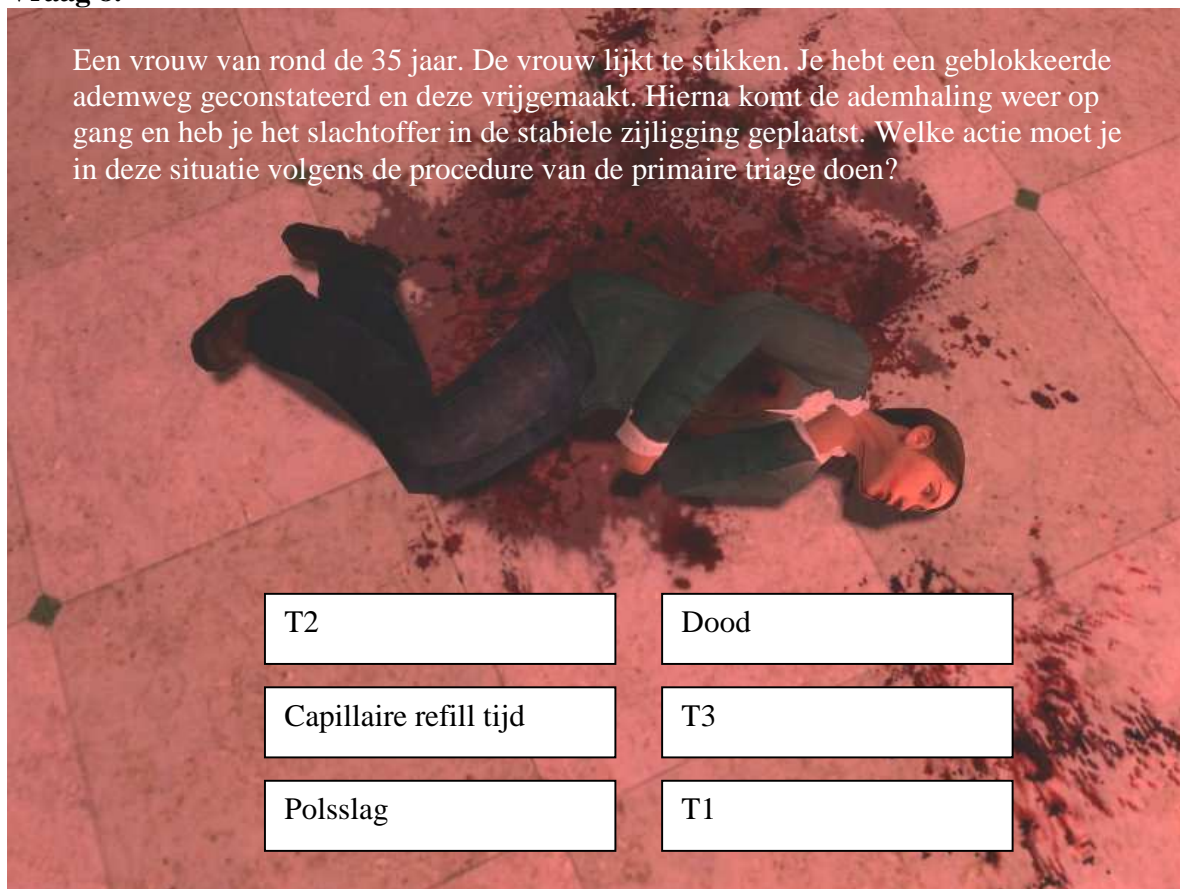 Een vrouw van rond de 35 jaar. De vrouw lijkt te stikken. Je hebt een geblokkeerde
ademweg geconstateerd en deze vrijgemaakt. Hierna komt de ademhaling weer op
gang en heb je het slachtoffer in de stabiele zijligging geplaatst. Welke actie moet je
in deze situatie volgens de procedure van de primaire triage doen?
T2
Dood
Capillaire refill tijd
T3
Polsslag
T1